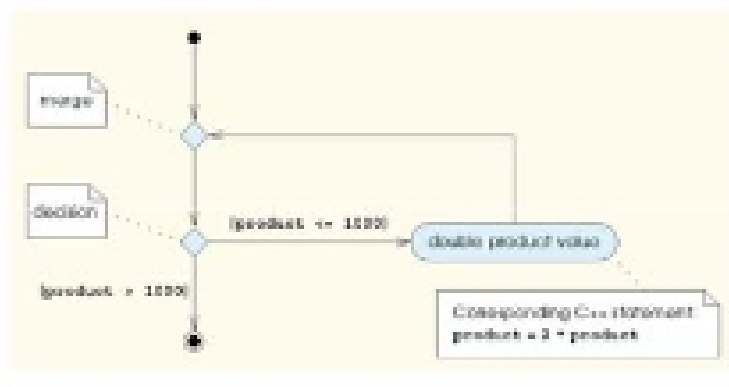 merge
decision
[product <= 1000]
double product value
[product > 1000]
Corresponding C++ statement
product = 2 * product